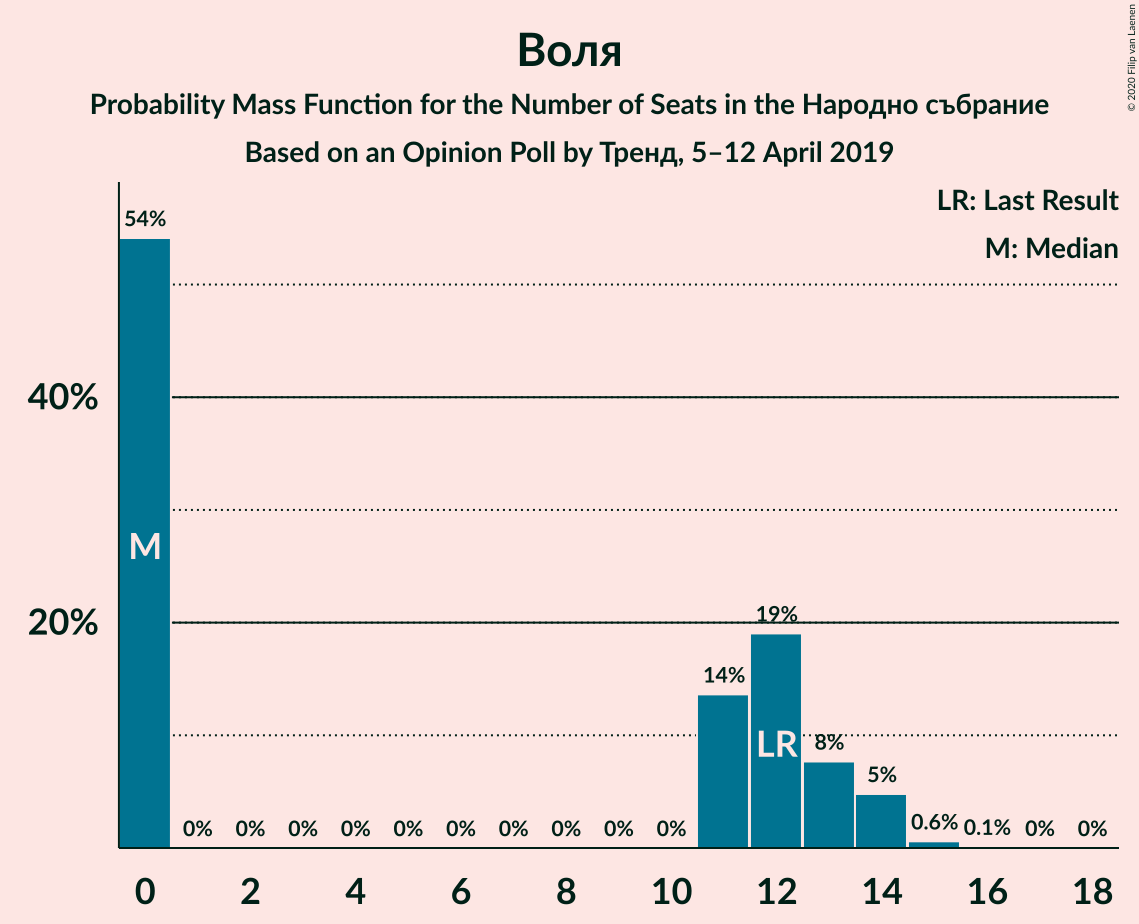 Воля
Probability Mass Function for the Number of Seats in the Народно събрание
Based on an Opinion Poll by Тренд, 5–12 April 2019
© 2020 Filip van Laenen
LR: Last Result
M: Median
54%
40%
M
20%
19%
14%
LR
8%
5%
0% 0% 0% 0% 0% 0% 0% 0% 0% 0% 0.6% 0.1% 0% 0%
0 2 4 6 8 10 12 14 16 18